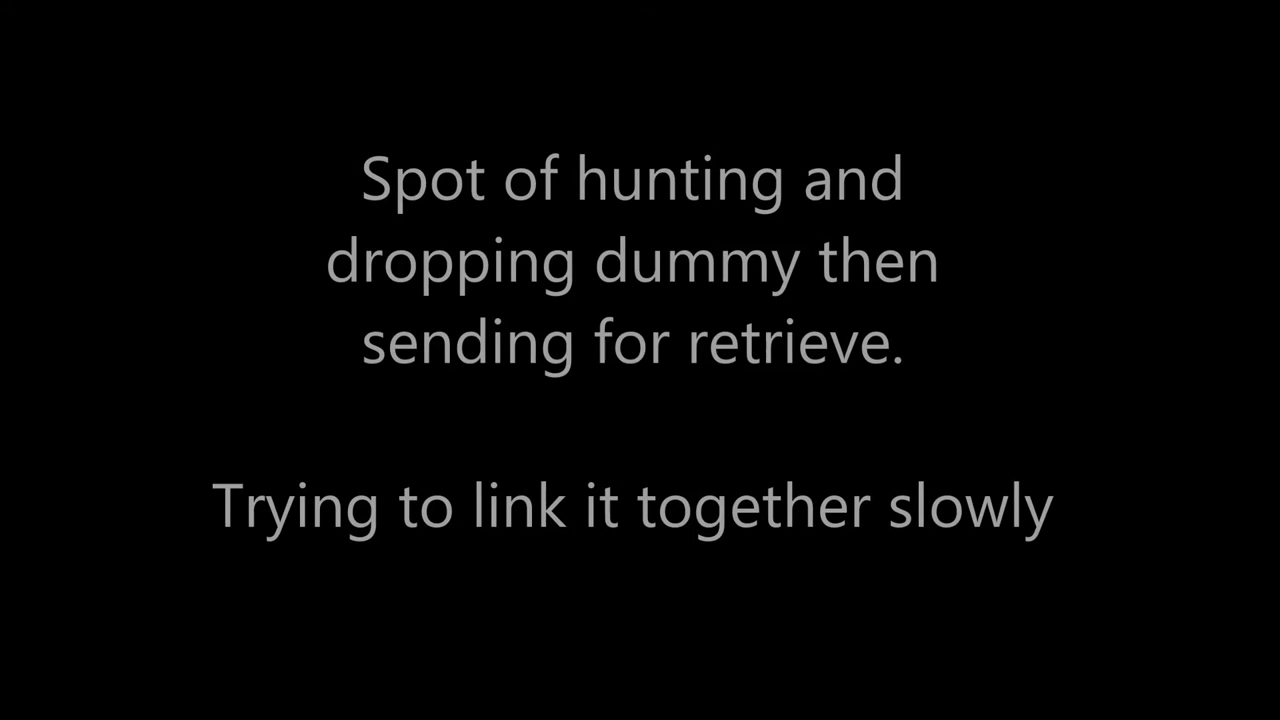 Spot of hunting and
dropping dummy then
sending for retrieve.
Trying to link it together slowly